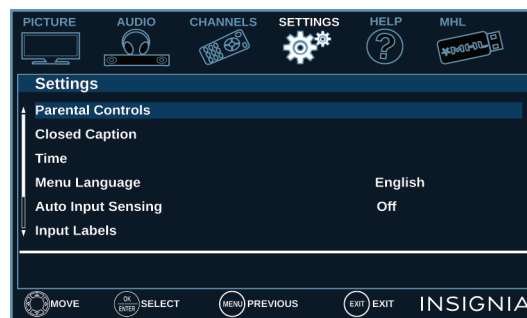 PICTURE AUDIO CHANNELS SETTINGS HELP MHL
MHL
Settings
Parental Controls
Closed Caption
Time
Menu Language English
Auto Input Sensing Off
Input Labels
MOVE OK ENTER SELECT MENU PREVIOUS EXIT EXIT INSIGNIA